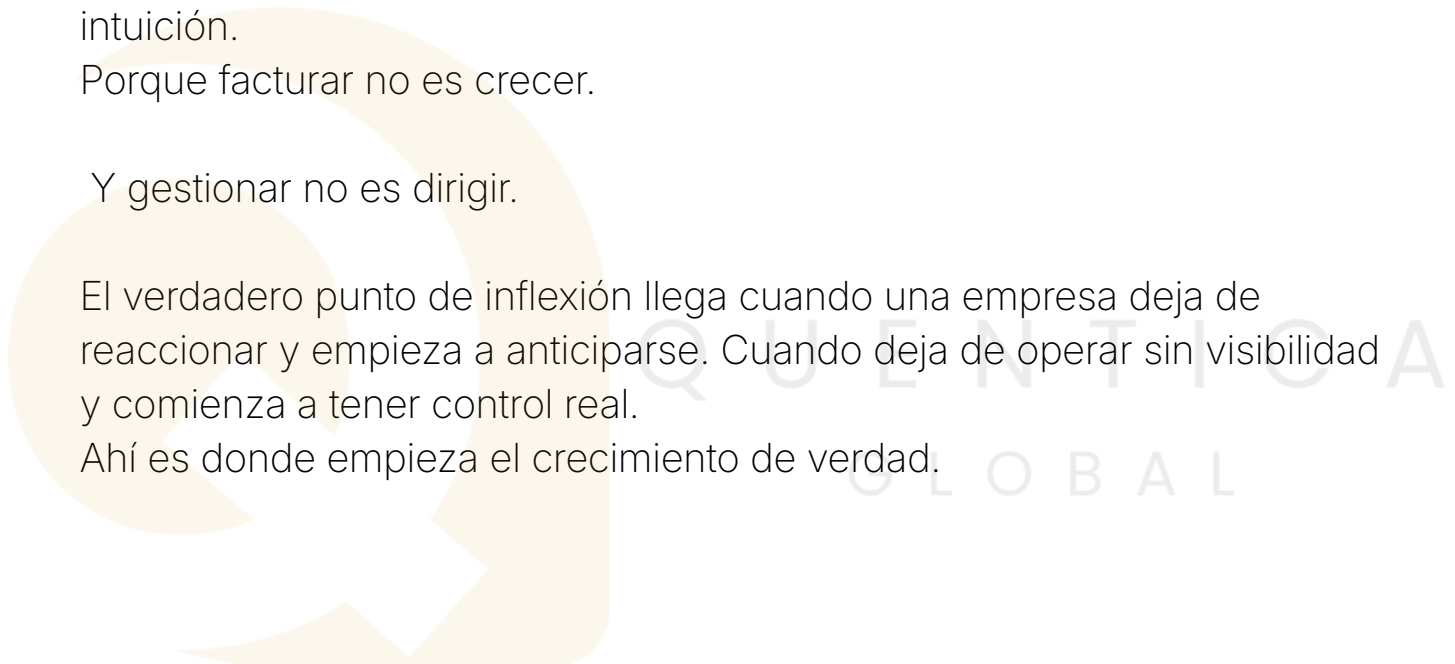 intuición.
Porque facturar no es crecer.
Y gestionar no es dirigir.
El verdadero punto de inflexión llega cuando una empresa deja de
reaccionar y empieza a anticiparse. Cuando deja de operar sin visibilidad
y comienza a tener control real.
Ahí es donde empieza el crecimiento de verdad.
QUENTICA
GLOBAL